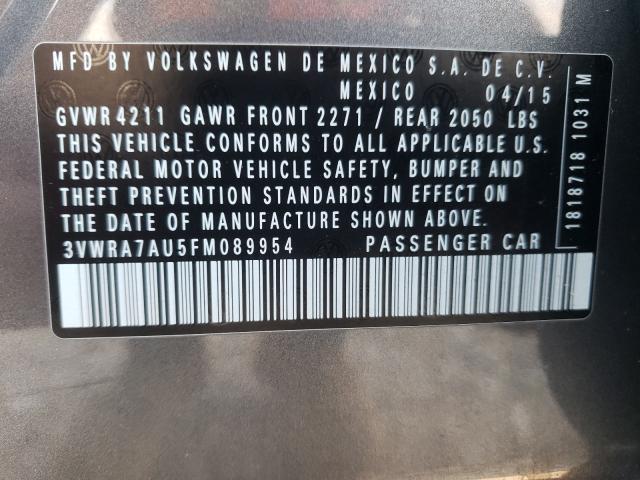 MFD BY VOLKSWAGEN DE MEXICO S.A. DE C.V.
MEXICO 04/15
GVWR 4211 GAWR FRONT 2271 / REAR 2050 LBS
THIS VEHICLE CONFORMS TO ALL APPLICABLE U.S.
FEDERAL MOTOR VEHICLE SAFETY, BUMPER AND
THEFT PREVENTION STANDARDS IN EFFECT ON
THE DATE OF MANUFACTURE SHOWN ABOVE.
3VWRA7AU5FM089954 PASSENGER CAR
1818718 1031 M